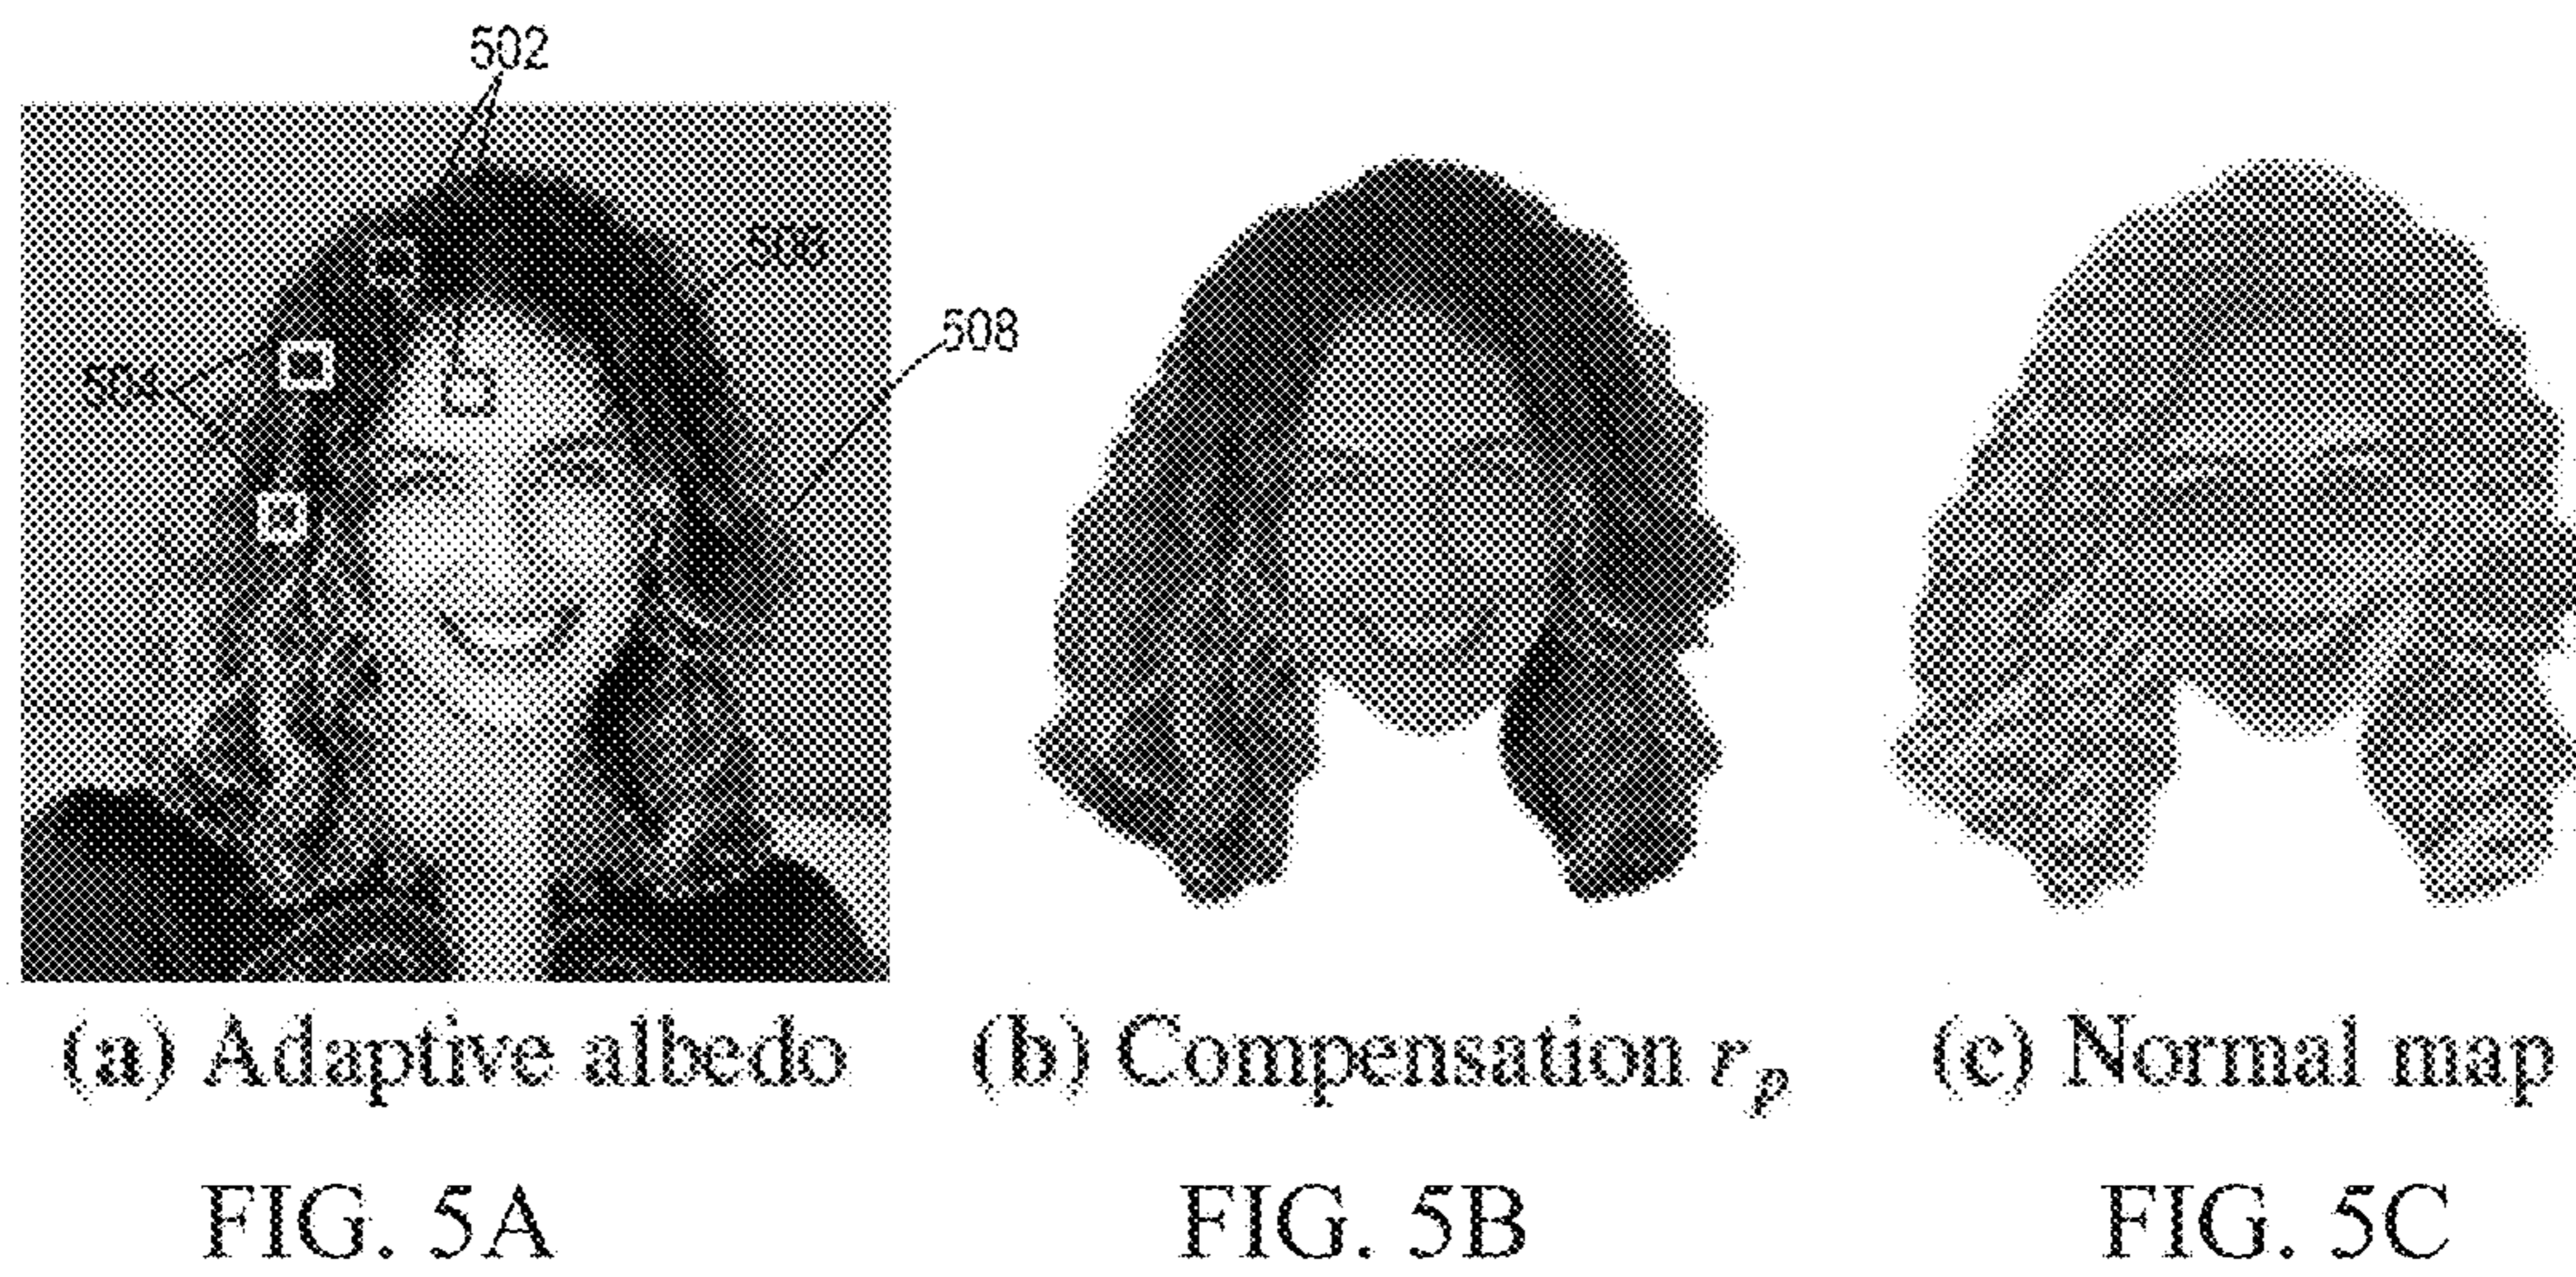 502
504
508
(a) Adaptive albedo
(b) Compensation r_p
(c) Normal map
FIG. 5A
FIG. 5B
FIG. 5C